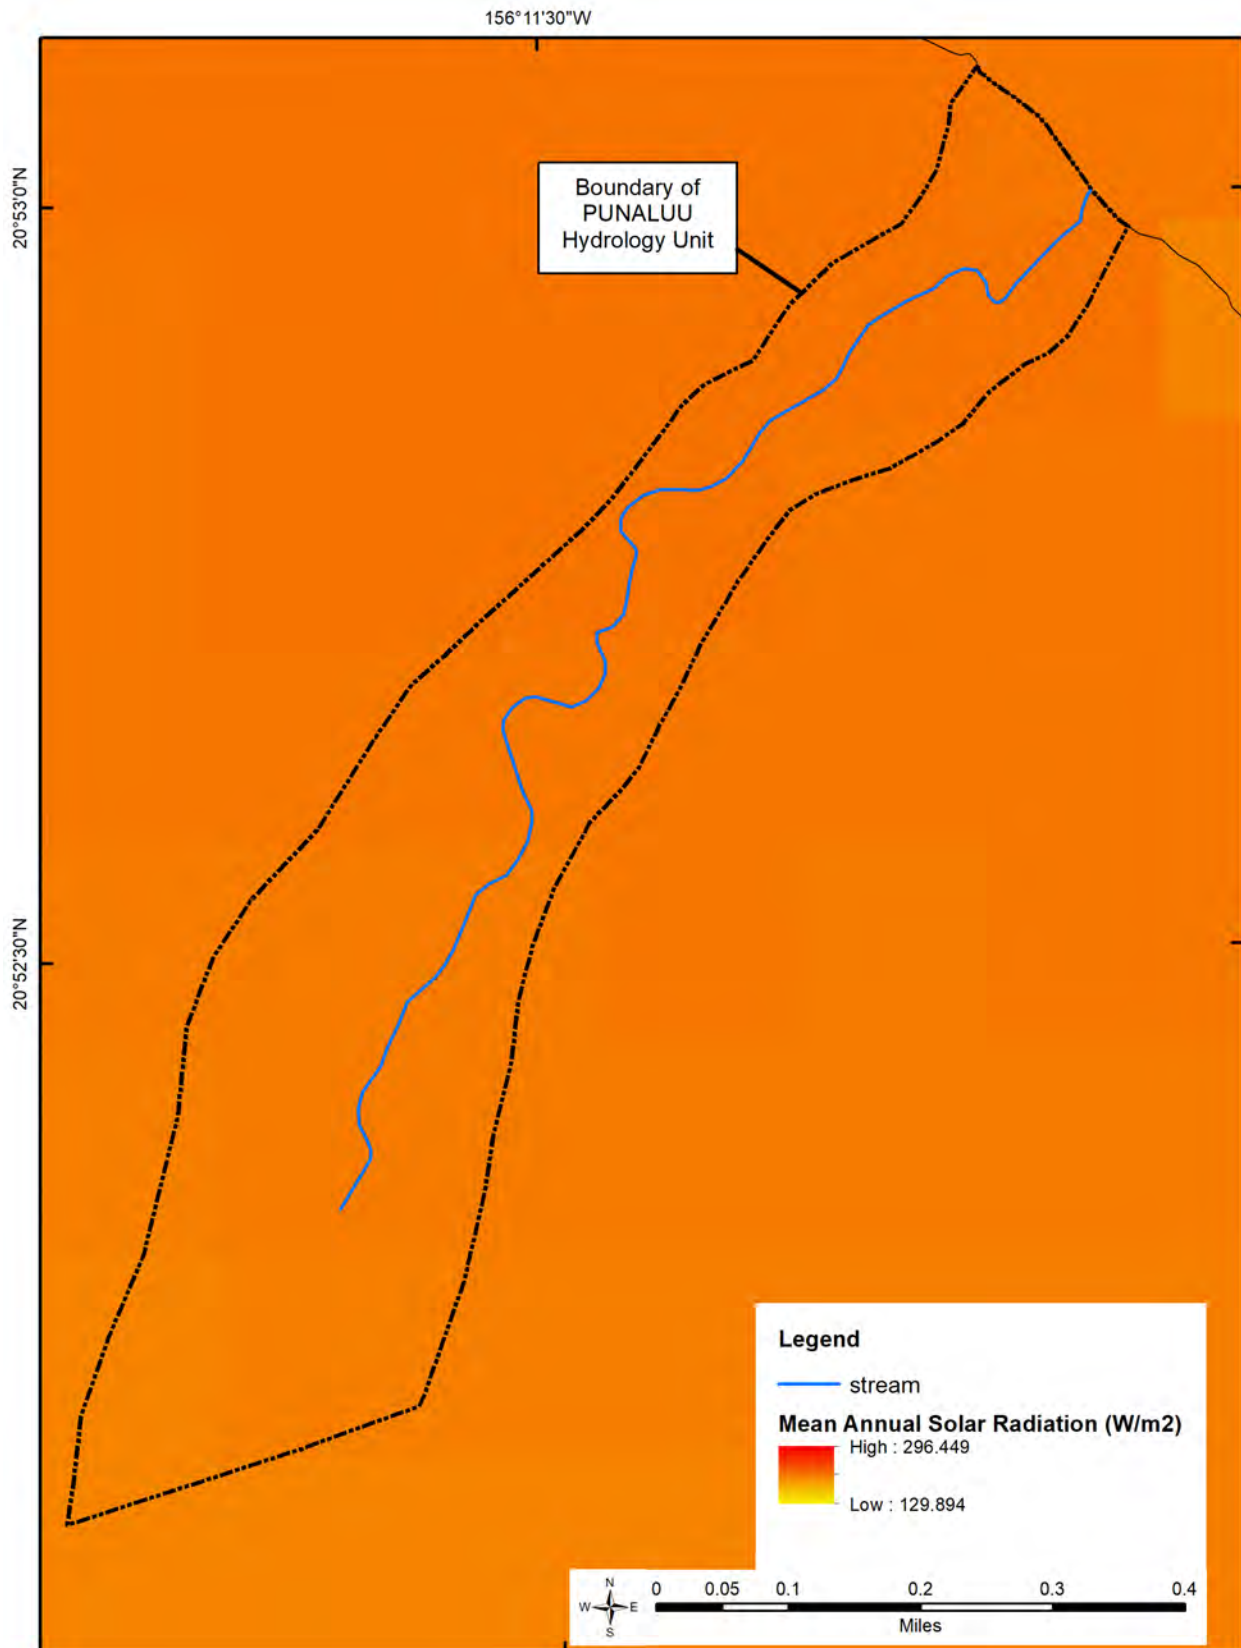 156°11'30"W
20°53'0"N
Boundary of
PUNALUU
Hydrology Unit
20°52'30"N
Legend
stream
Mean Annual Solar Radiation (W/m2)
High : 296.449
Low : 129.894
N
W E
S
0 0.05 0.1 0.2 0.3 0.4
Miles